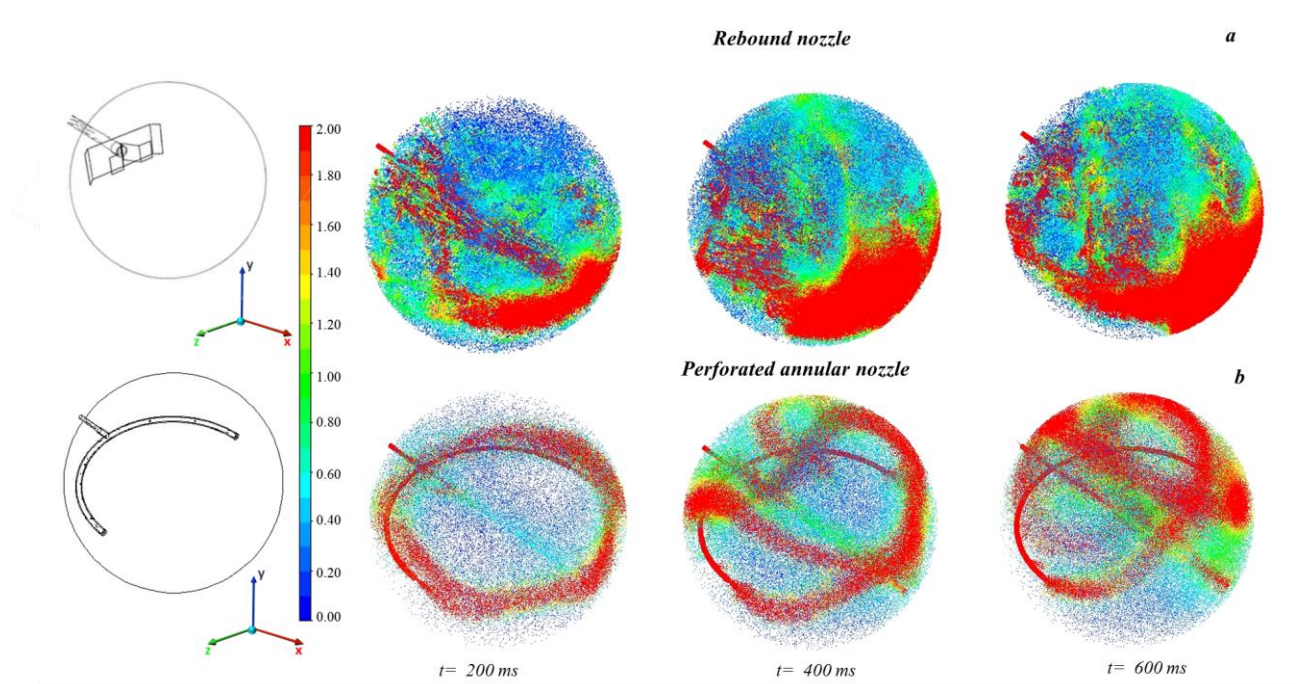 Rebound nozzle
a
y
z
x
2.00
1.80
1.60
1.40
1.20
1.00
0.80
0.60
0.40
0.20
0.00
Perforated annular nozzle
b
y
z
x
t= 200 ms
t= 400 ms
t= 600 ms